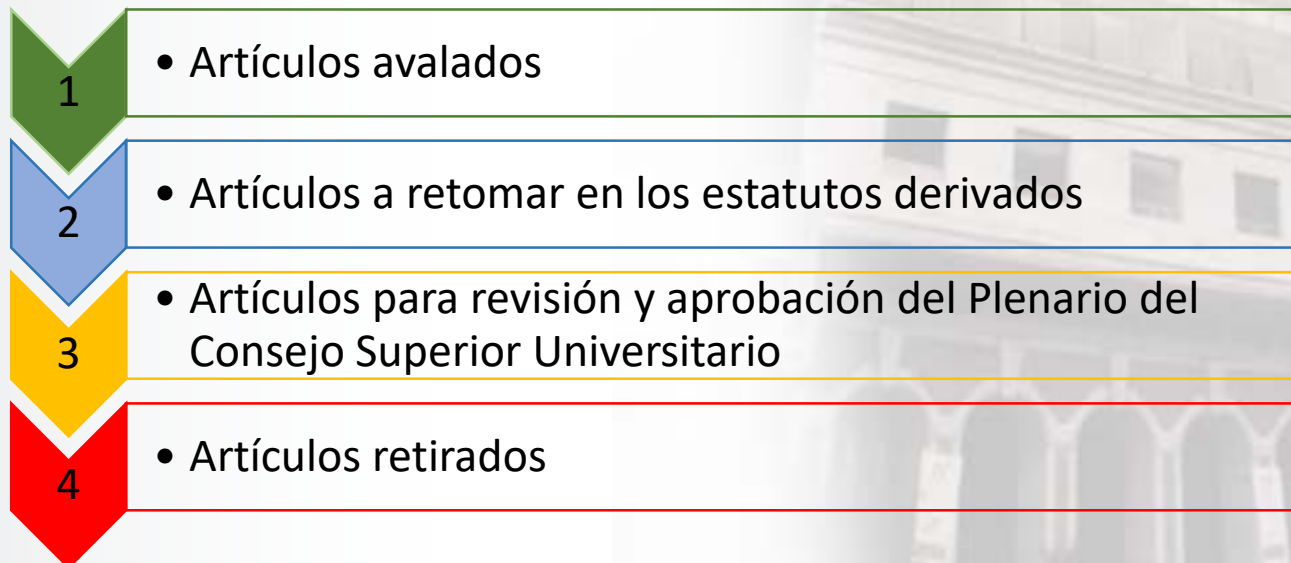 1
• Artículos avalados
2
• Artículos a retomar en los estatutos derivados
3
• Artículos para revisión y aprobación del Plenario del
Consejo Superior Universitario
4
• Artículos retirados